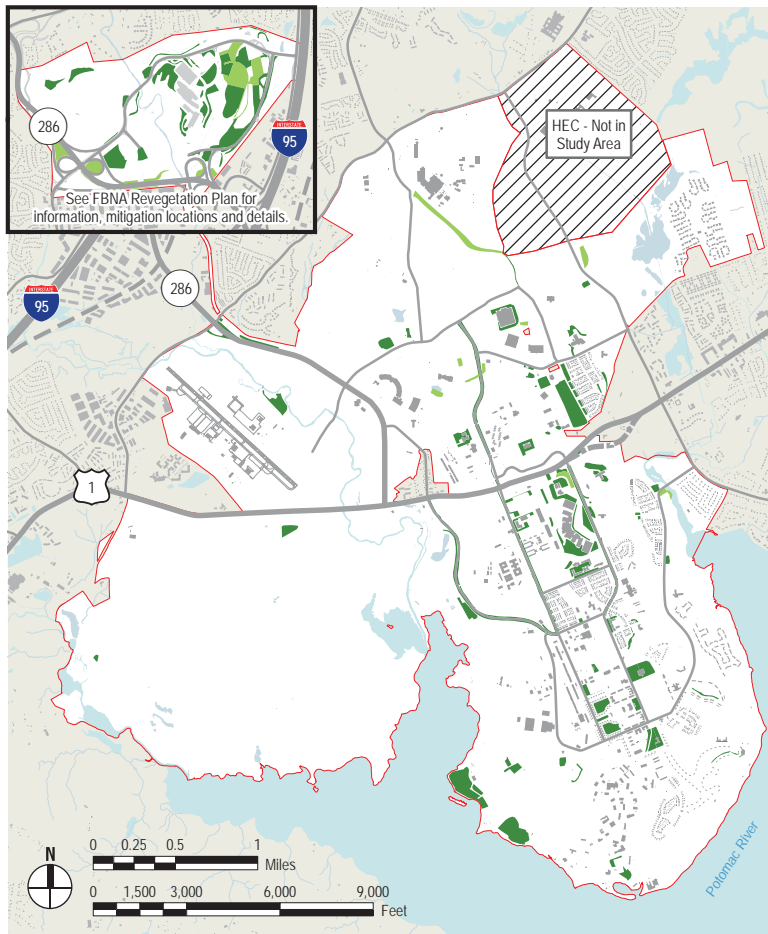 286
INTERSTATE
95
See FBNA Revegetation Plan for
information, mitigation locations and details.
HEC - Not in
Study Area
286
INTERSTATE
95
1
N
0 0.25 0.5 1
Miles
0 1,500 3,000 6,000 9,000
Feet
Potomac River